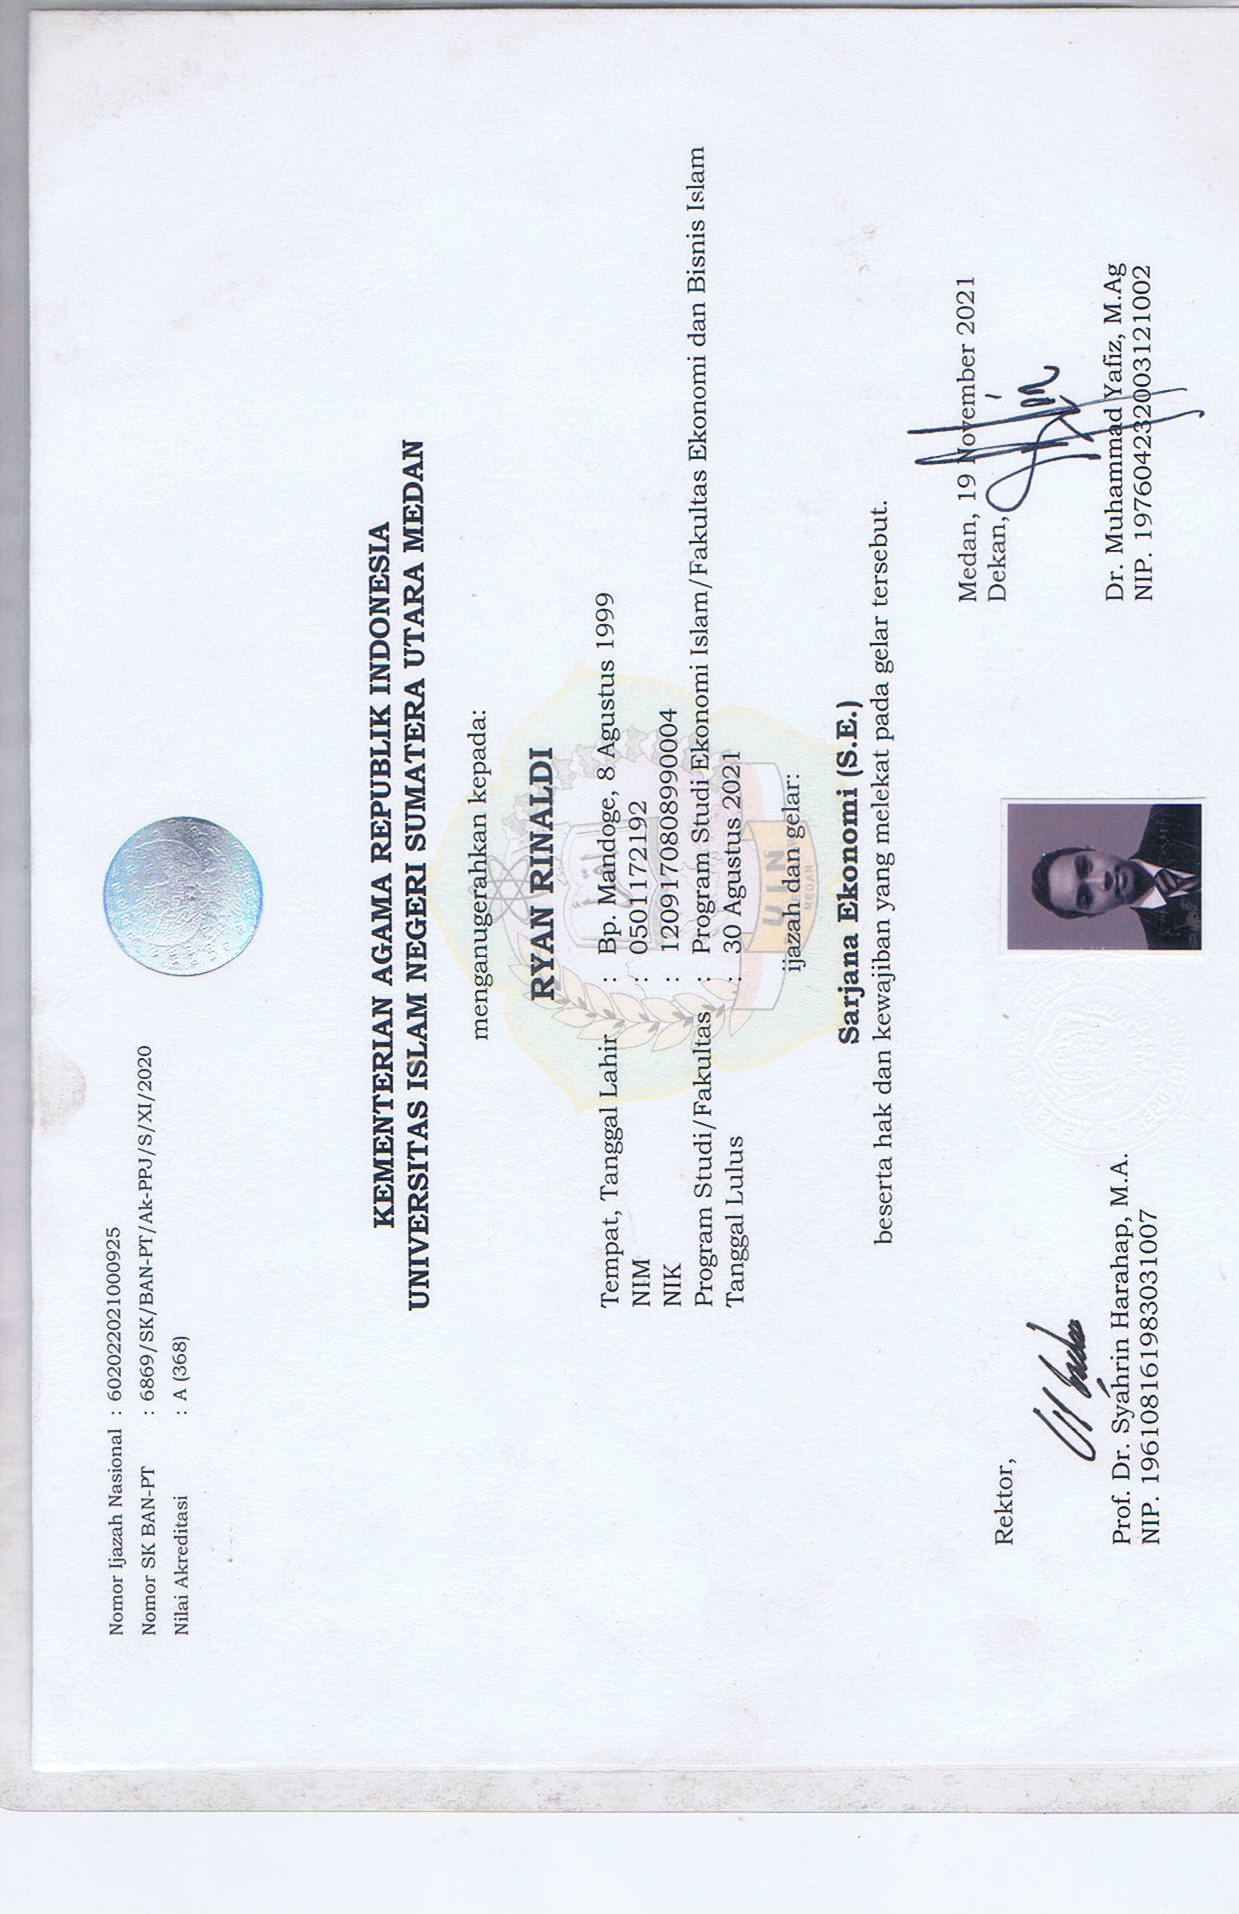 Nomor Ijazah Nasional : 602022021000925
Nomor SK BAN-PT : 6869/SK/BAN-PT/Ak-PPJ/S/XI/2020
Nilai Akreditasi : A (368)
KEMENTERIAN AGAMA REPUBLIK INDONESIA
UNIVERSITAS ISLAM NEGERI SUMATERA UTARA MEDAN
menganugerahkan kepada:
RYAN RINALDI
Tempat, Tanggal Lahir : Bp. Mandoge, 8 Agustus 1999
NIM : 0501172192
NIK : 1209170808990004
Program Studi/Fakultas : Program Studi Ekonomi Islam/Fakultas Ekonomi dan Bisnis Islam
Tanggal Lulus : 30 Agustus 2021
UIN
MEDAN
ijazah dan gelar:
Sarjana Ekonomi (S.E.)
beserta hak dan kewajiban yang melekat pada gelar tersebut.
Medan, 19 November 2021
Rektor,
Dekan,
Prof. Dr. Syahrin Harahap, M.A.
NIP. 196108161983031007
Dr. Muhammad Yafiz, M.Ag
NIP. 197604232003121002